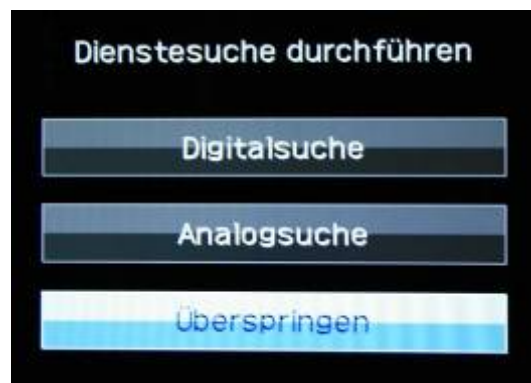 Dienstesuche durchführen
Digitalsuche
Analogsuche
Überspringen